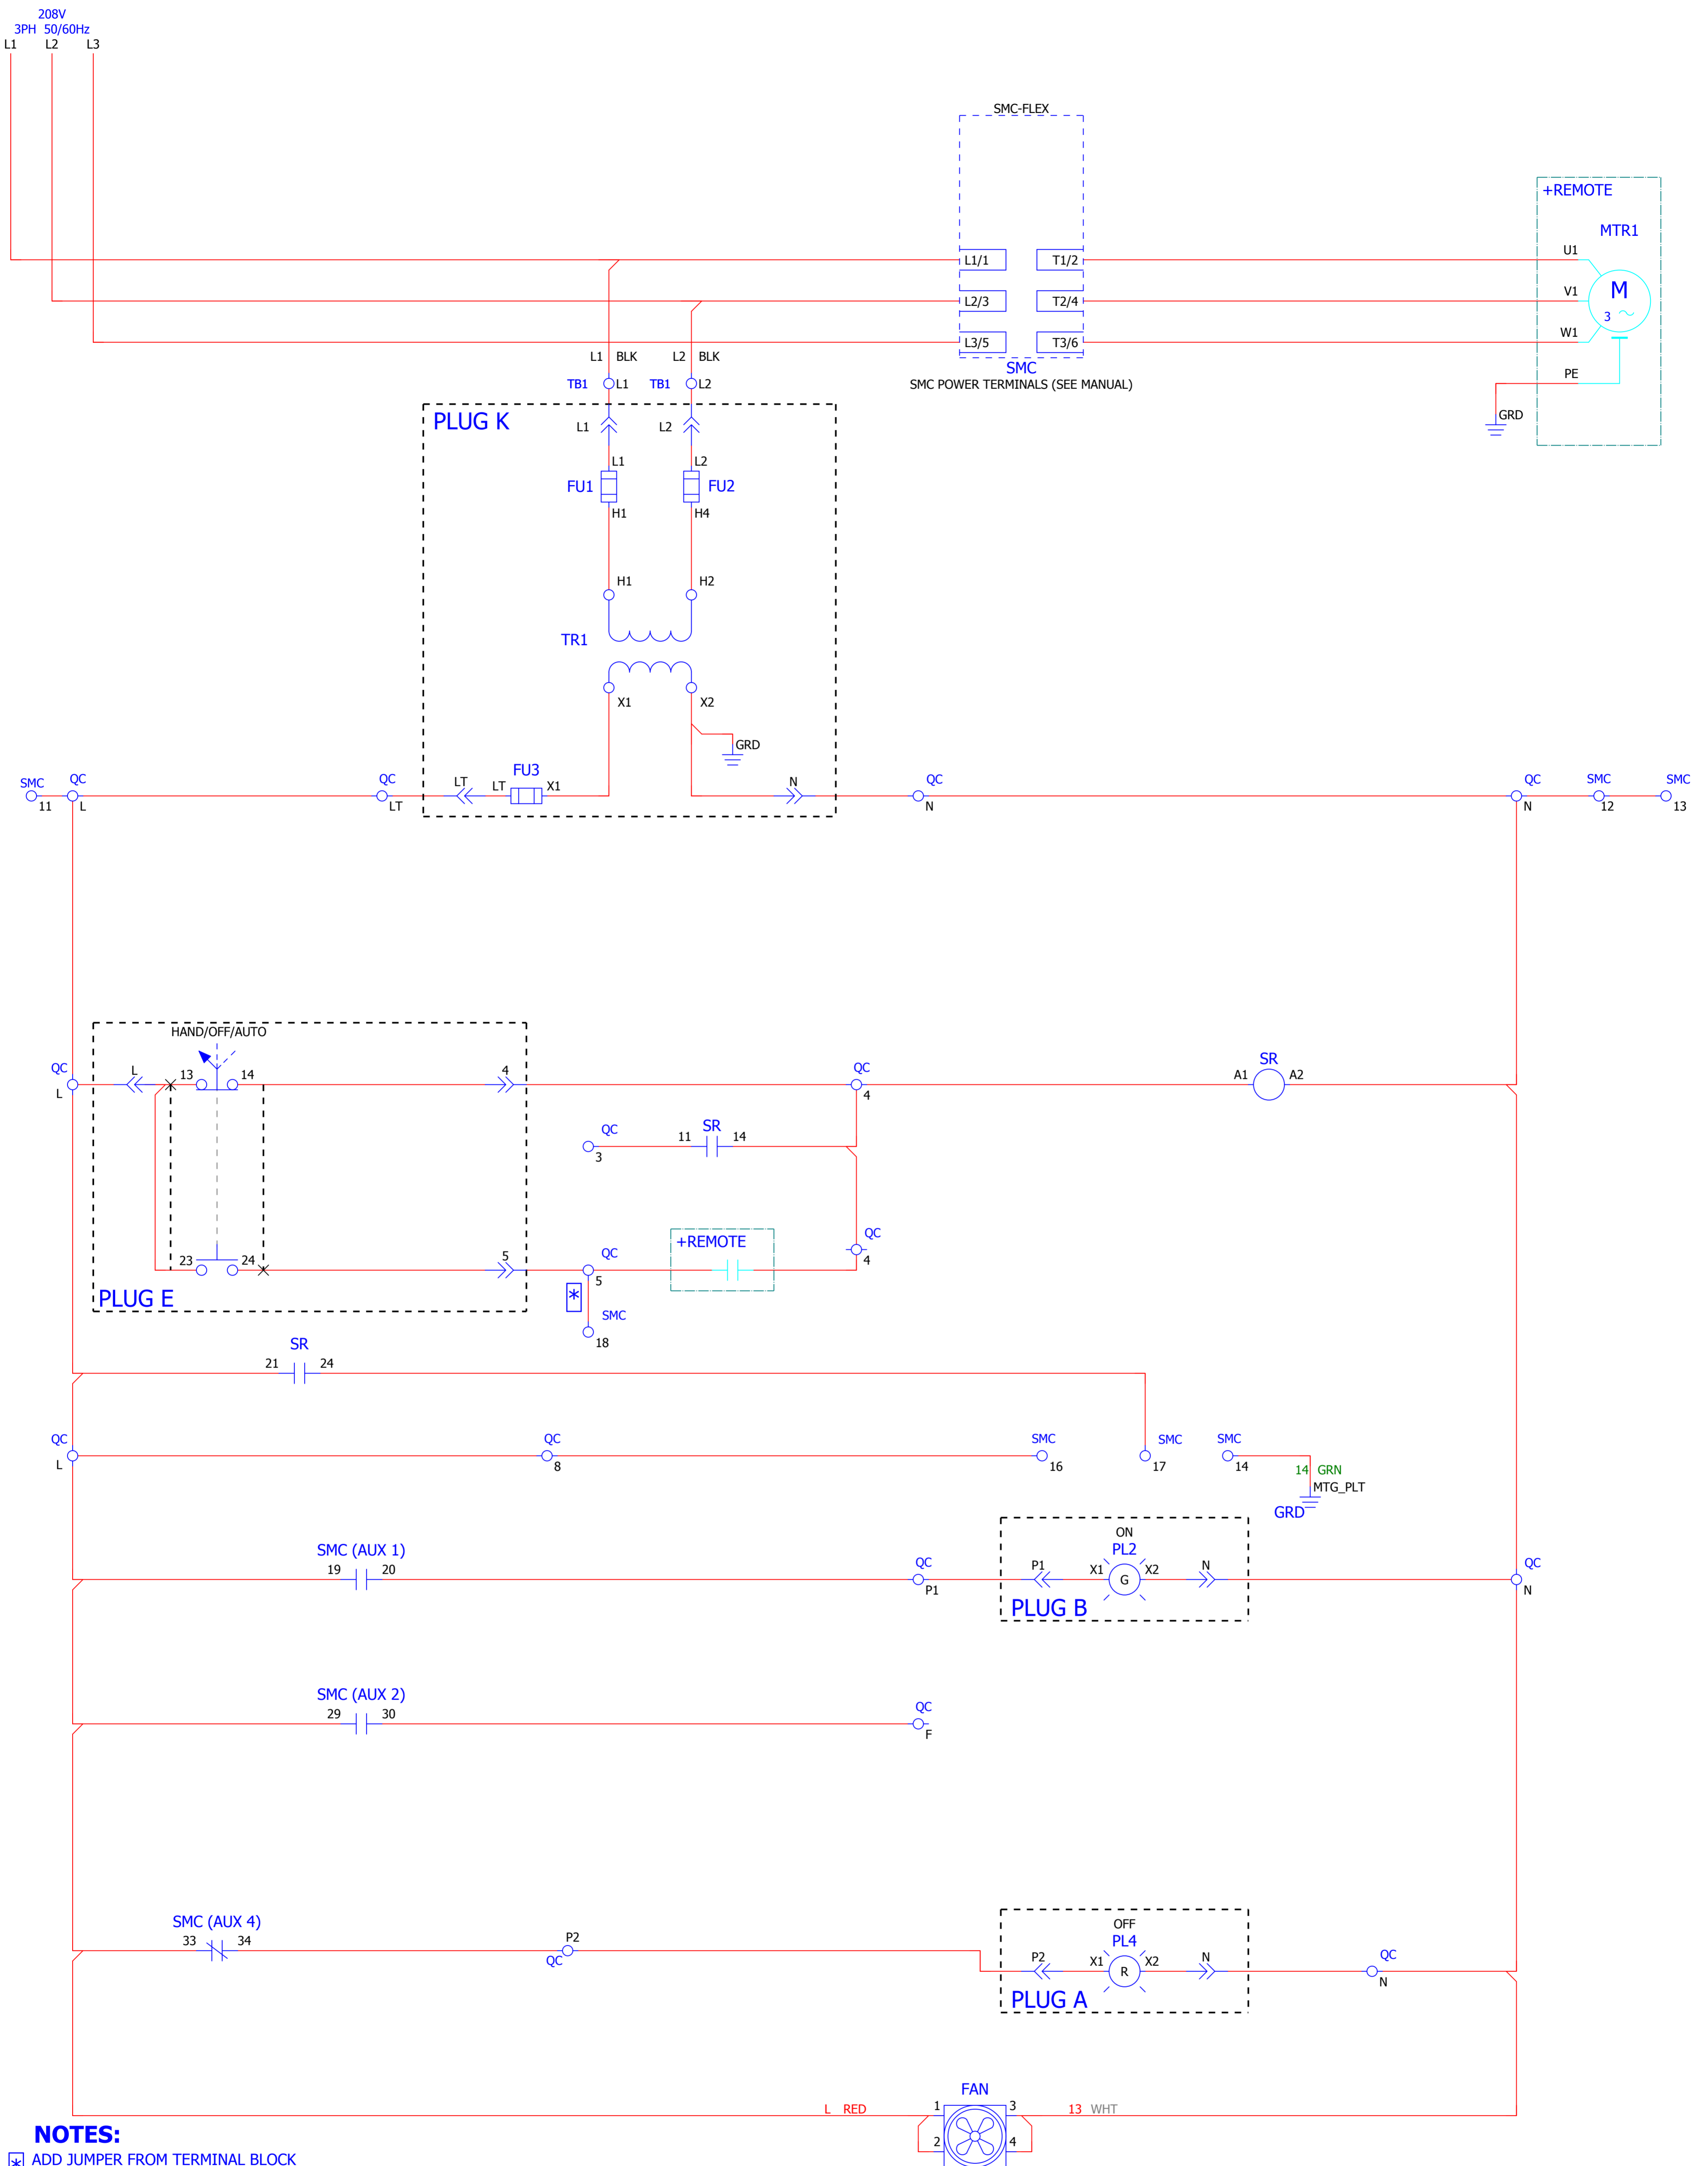 208V
3PH 50/60Hz
L1 L2 L3
SMC-FLEX
+REMOTE
MTR1
L1/1 T1/2 U1
L2/3 T2/4 V1
M
3
L3/5 T3/6 W1
SMC
SMC POWER TERMINALS (SEE MANUAL)
PE
GRD
L1 BLK L2 BLK
TB1 L1 TB1 L2
PLUG K
L1 L2
L1 L2
FU1 FU2
H1 H4
H1 H2
TR1
X1 X2
GRD
SMC QC QC LT FU3 N QC QC SMC SMC
LT X1
11 L LT N N 12 13
HAND/OFF/AUTO
QC L 13 14 4 QC SR
A1 A2
L 4
QC 11 SR 14
3
+REMOTE
QC
23 24 5 QC
4
5
PLUG E
*
SMC
18
SR
21 24
QC QC SMC SMC SMC
L 8 16 17 14
14 GRN
MTG_PLT
GRD
ON
SMC (AUX 1) PL2
19 20 QC P1 X1 G X2 N QC
P1 N
PLUG B
SMC (AUX 2)
29 30 QC
F
OFF
SMC (AUX 4) PL4
33 34 P2
QC
P2 X1 R X2 N QC
N
PLUG A
FAN
L RED 1 3 13 WHT
2 4
NOTES:
* ADD JUMPER FROM TERMINAL BLOCK